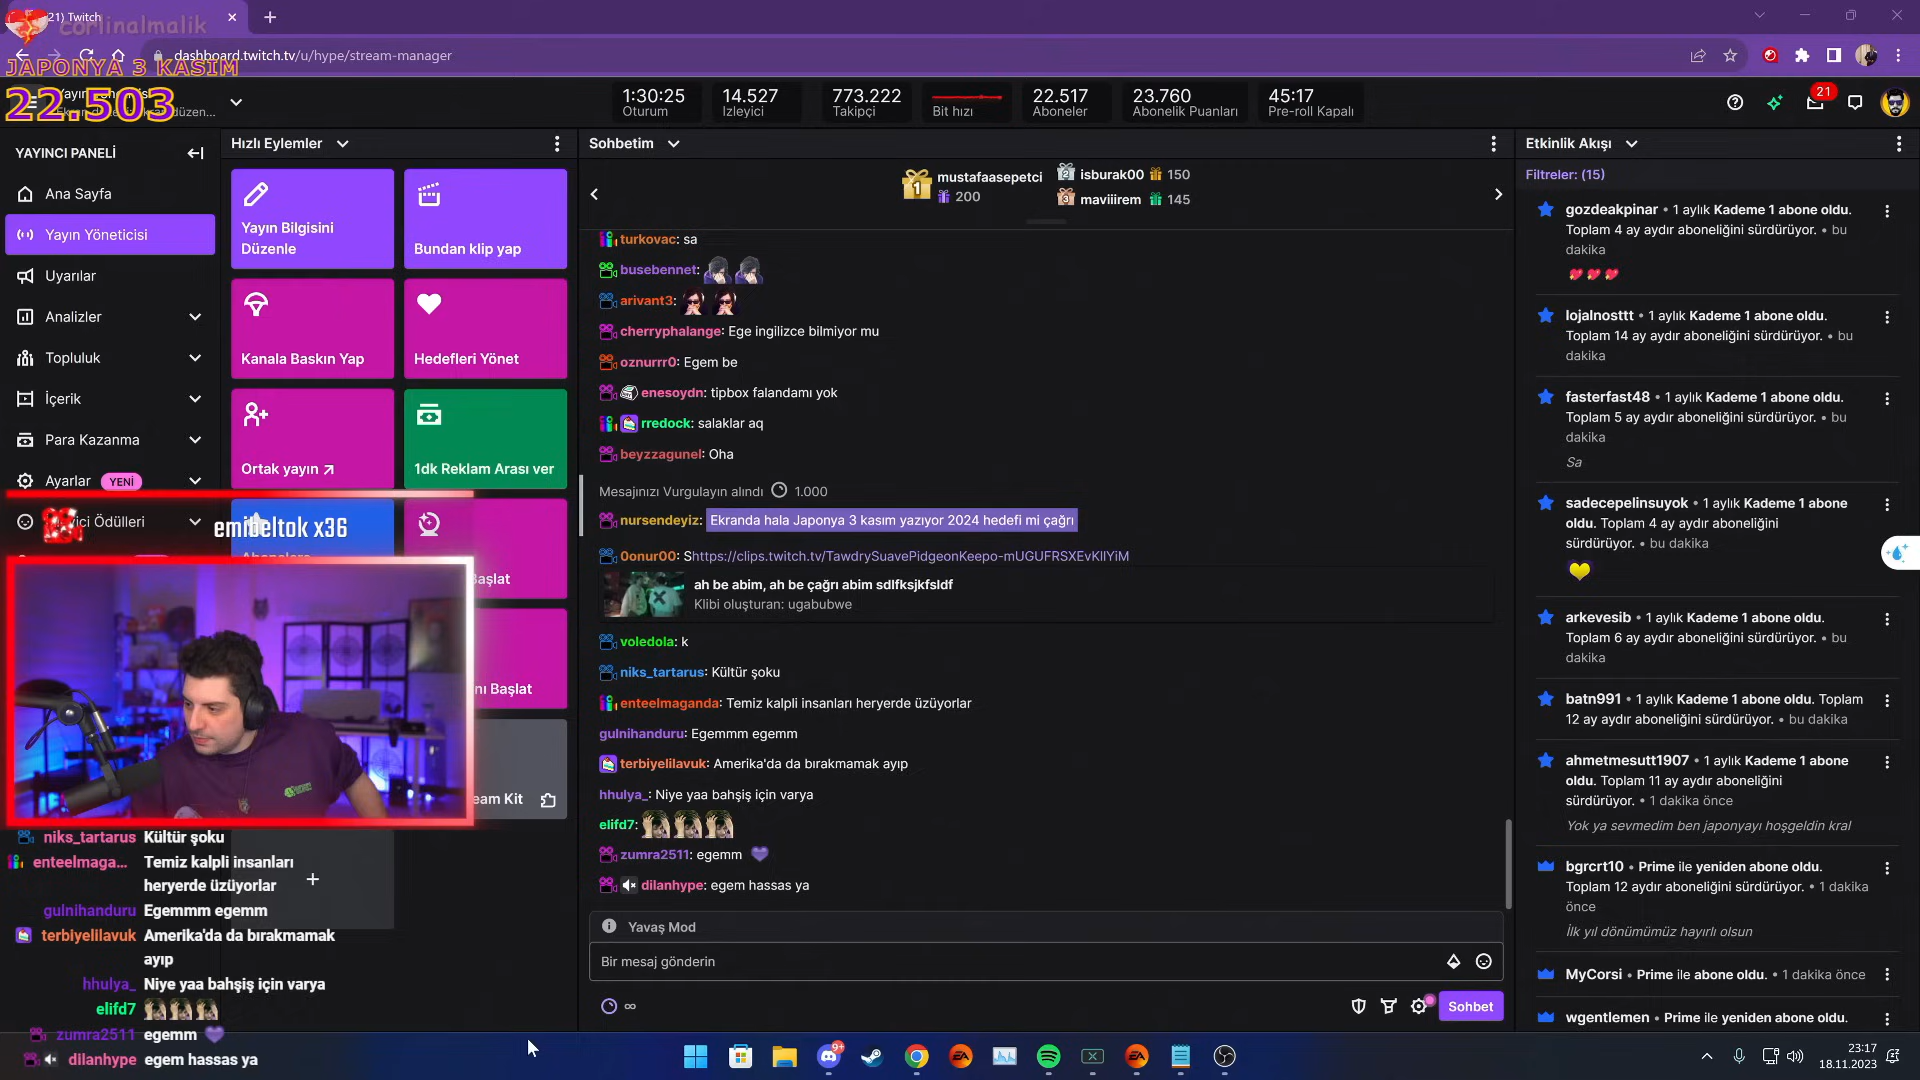 21) Twitch
corlinalmalik
dashboard.twitch.tv/u/hype/stream-manager
JAPONYA 3 KASIM
22.503
1:30:25
Oturum
14.527
İzleyici
773.222
Takipçi
Bit hızı
22.517
Aboneler
23.760
Abonelik Puanları
45:17
Pre-roll Kapalı
21
YAYINCI PANELİ
Ana Sayfa
Yayın Yöneticisi
Uyarılar
Analizler
Topluluk
İçerik
Para Kazanma
Ayarlar YENİ
Ödülleri
Hızlı Eylemler
Yayın Bilgisini
Düzenle
Bundan klip yap
Kanala Baskın Yap
Hedefleri Yönet
Ortak yayın
1dk Reklam Arası ver
emibeltok x36
Başlat
Başlat
Kit
Sohbetim
1 mustafaasepetci
200
2 isburak00 150
3 maviiirem 145
turkovac: sa
busebennet:
arivant3:
cherryphalange: Ege ingilizce bilmiyor mu
oznurrr0: Egem be
enesoydn: tipbox falandamı yok
rredock: salaklar aq
beyzzagunel: Oha
Mesajınızı Vurgulayın alındı 1.000
nursendeyiz: Ekranda hala Japonya 3 kasım yazıyor 2024 hedefi mi çağrı
0onur00: Shttps://clips.twitch.tv/TawdrySuavePidgeonKeepo-mUGUFRSXEvKllYiM
ah be abim, ah be çağrı abim sdlfksjkfsldf
Klibi oluşturan: ugabubwe
voledola: k
niks_tartarus: Kültür şoku
enteelmaganda: Temiz kalpli insanları heryerde üzüyorlar
gulnihanduru: Egemmm egemm
terbiyelilavuk: Amerika'da da bırakmamak ayıp
hhulya_: Niye yaa bahşiş için varya
elifd7:
zumra2511: egemm
dilanhype: egem hassas ya
Yavaş Mod
Bir mesaj gönderin
∞
Sohbet
niks_tartarus Kültür şoku
enteelmaga... Temiz kalpli insanları
heryerde üzüyorlar
gulnihanduru Egemmm egemm
terbiyelilavuk Amerika'da da bırakmamak
ayıp
hhulya_ Niye yaa bahşiş için varya
elifd7
zumra2511 egemm
dilanhype egem hassas ya
Etkinlik Akışı
Filtreler: (15)
gozdeakpinar • 1 aylık Kademe 1 abone oldu.
Toplam 4 ay aydır aboneliğini sürdürüyor. • bu
dakika
lojalnosttt • 1 aylık Kademe 1 abone oldu.
Toplam 14 ay aydır aboneliğini sürdürüyor. • bu
dakika
fasterfast48 • 1 aylık Kademe 1 abone oldu.
Toplam 5 ay aydır aboneliğini sürdürüyor. • bu
dakika
Sa
sadecepelinsuyok • 1 aylık Kademe 1 abone
oldu. Toplam 4 ay aydır aboneliğini
sürdürüyor. • bu dakika
arkevesib • 1 aylık Kademe 1 abone oldu.
Toplam 6 ay aydır aboneliğini sürdürüyor. • bu
dakika
batn991 • 1 aylık Kademe 1 abone oldu. Toplam
12 ay aydır aboneliğini sürdürüyor. • bu dakika
ahmetmesutt1907 • 1 aylık Kademe 1 abone
oldu. Toplam 11 ay aydır aboneliğini
sürdürüyor. • 1 dakika önce
Yok ya sevmedim ben japonyayı hoşgeldin kral
bgrcrt10 • Prime ile yeniden abone oldu.
Toplam 12 ay aydır aboneliğini sürdürüyor. • 1 dakika
önce
İlk yıl dönümümüz hayırlı olsun
MyCorsi • Prime ile abone oldu. • 1 dakika önce
wgentlemen • Prime ile yeniden abone oldu.
9+
23:17
18.11.2023